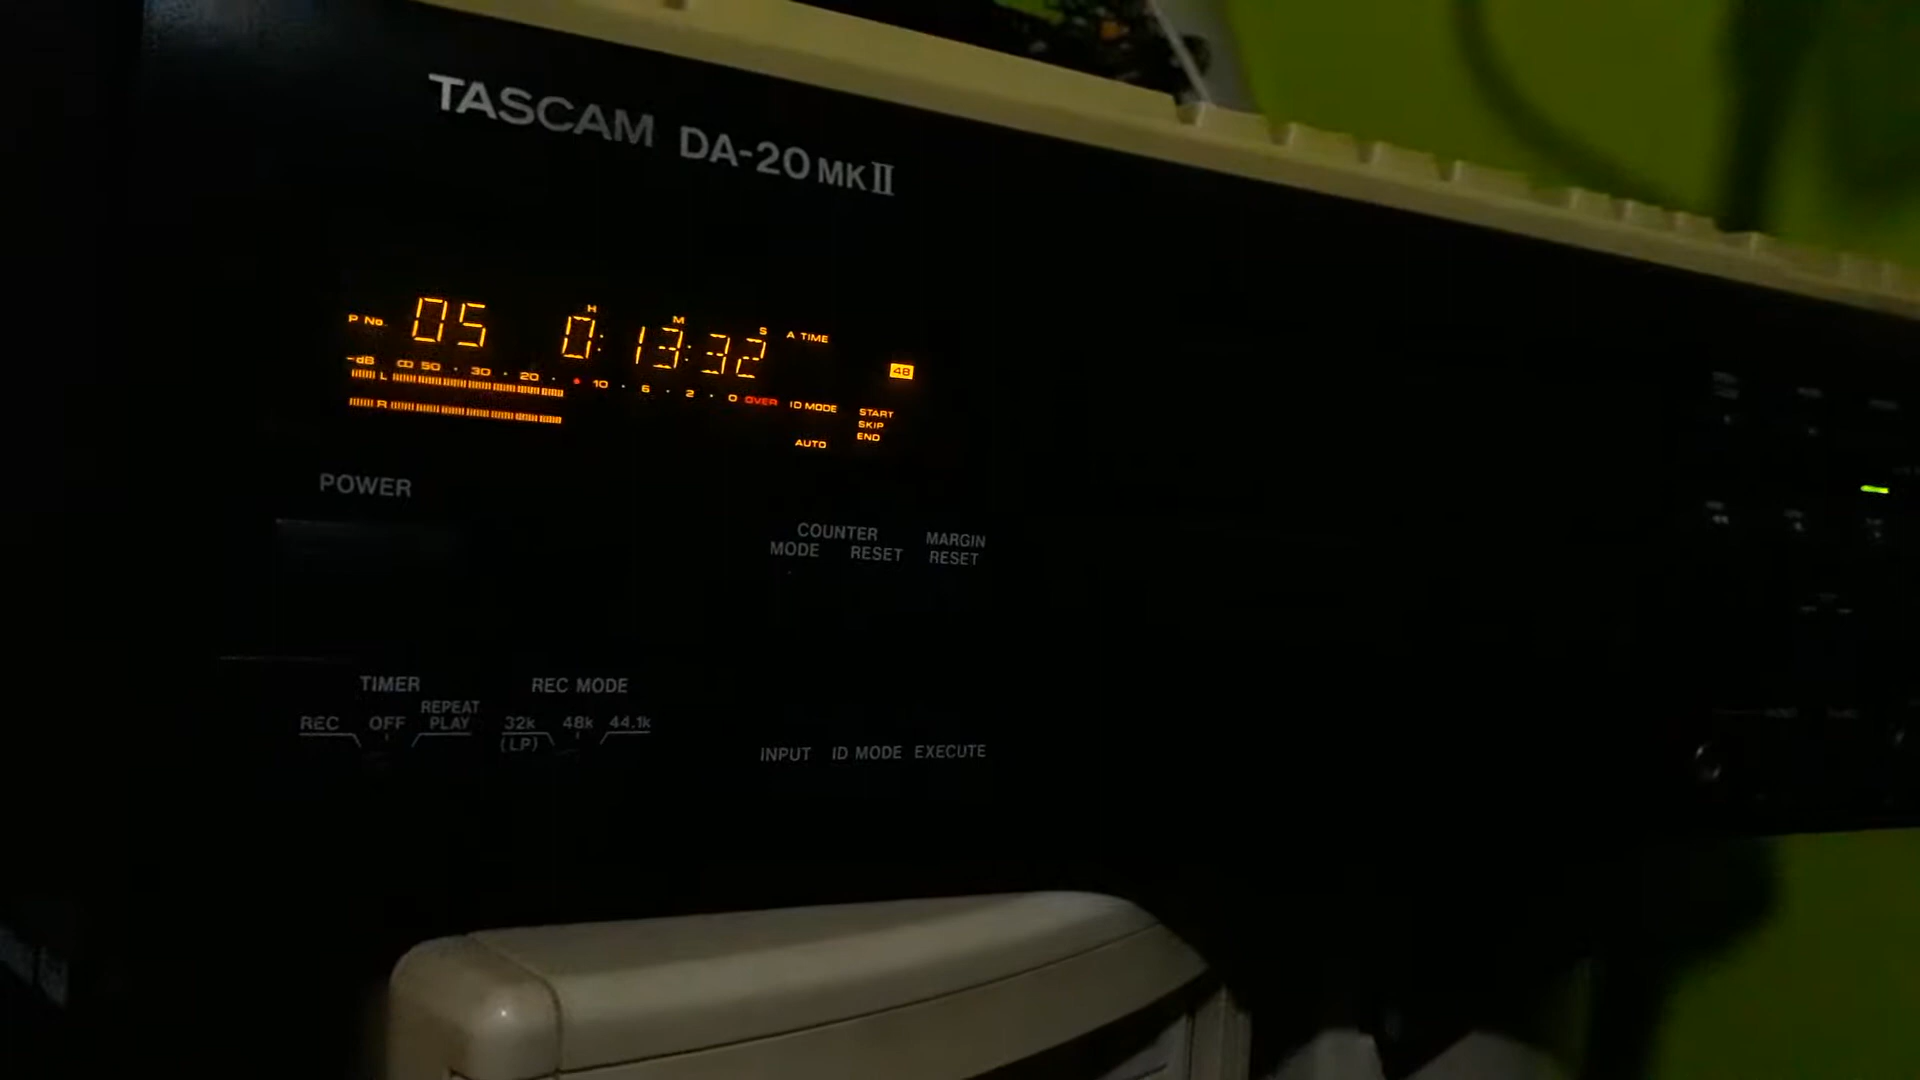 TASCAM DA-20 MK II
P No. 05 0:13:32 A TIME
H M S
48
-dB ∞ 50 · 30 · 20 · • 10 · 6 · 2 · 0 OVER ID MODE START
L
SKIP
R
AUTO END
POWER
COUNTER MARGIN
MODE RESET RESET
TIMER REC MODE
REC OFF REPEAT PLAY 32k 48k 44.1k
(LP)
INPUT ID MODE EXECUTE